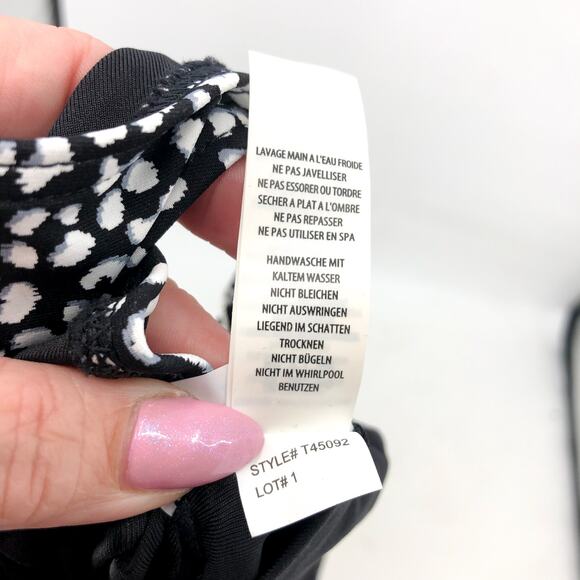 LAVAGE MAIN A L'EAU FROIDE
NE PAS JAVELLISER
NE PAS ESSORER OU TORDRE
SECHER A PLAT A L'OMBRE
NE PAS REPASSER
NE PAS UTILISER EN SPA
HANDWASCHE MIT
KALTEM WASSER
NICHT BLEICHEN
NICHT AUSWRINGEN
LIEGEND IM SCHATTEN
TROCKNEN
NICHT BÜGELN
NICHT IM WHIRLPOOL
BENUTZEN
STYLE# T45092
LOT# 1